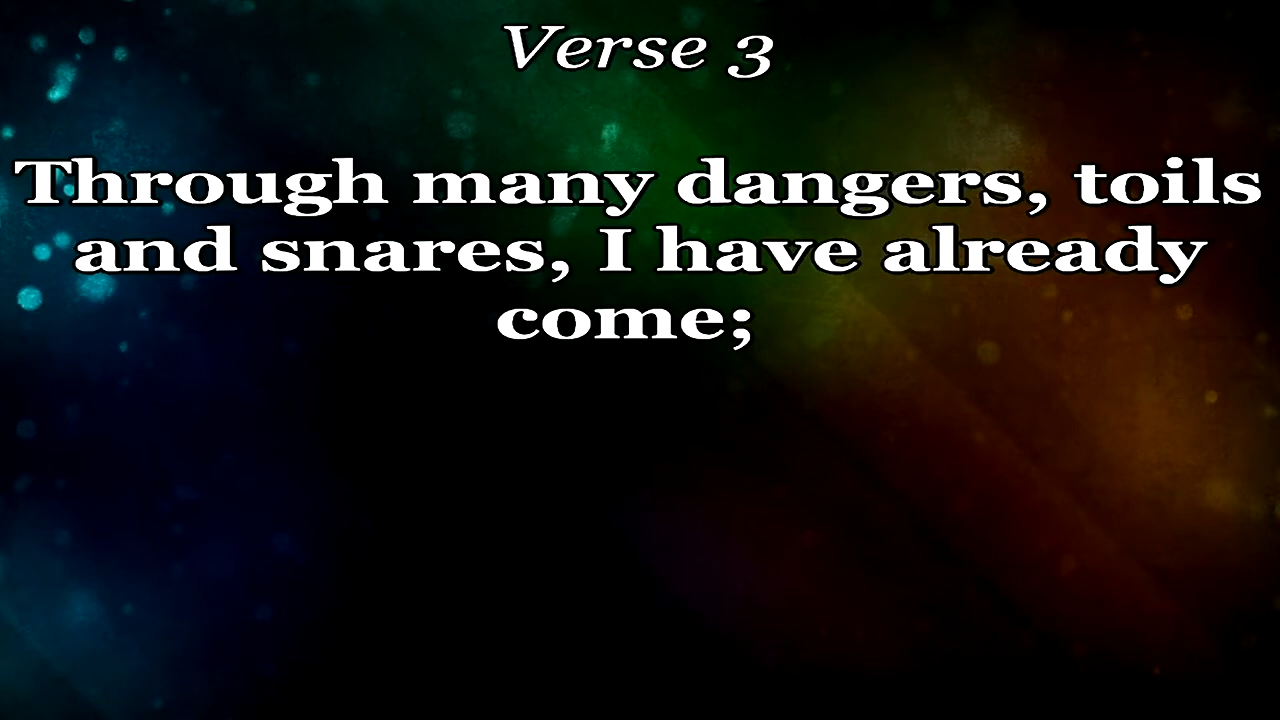 Verse 3
Through many dangers, toils
and snares, I have already
come;